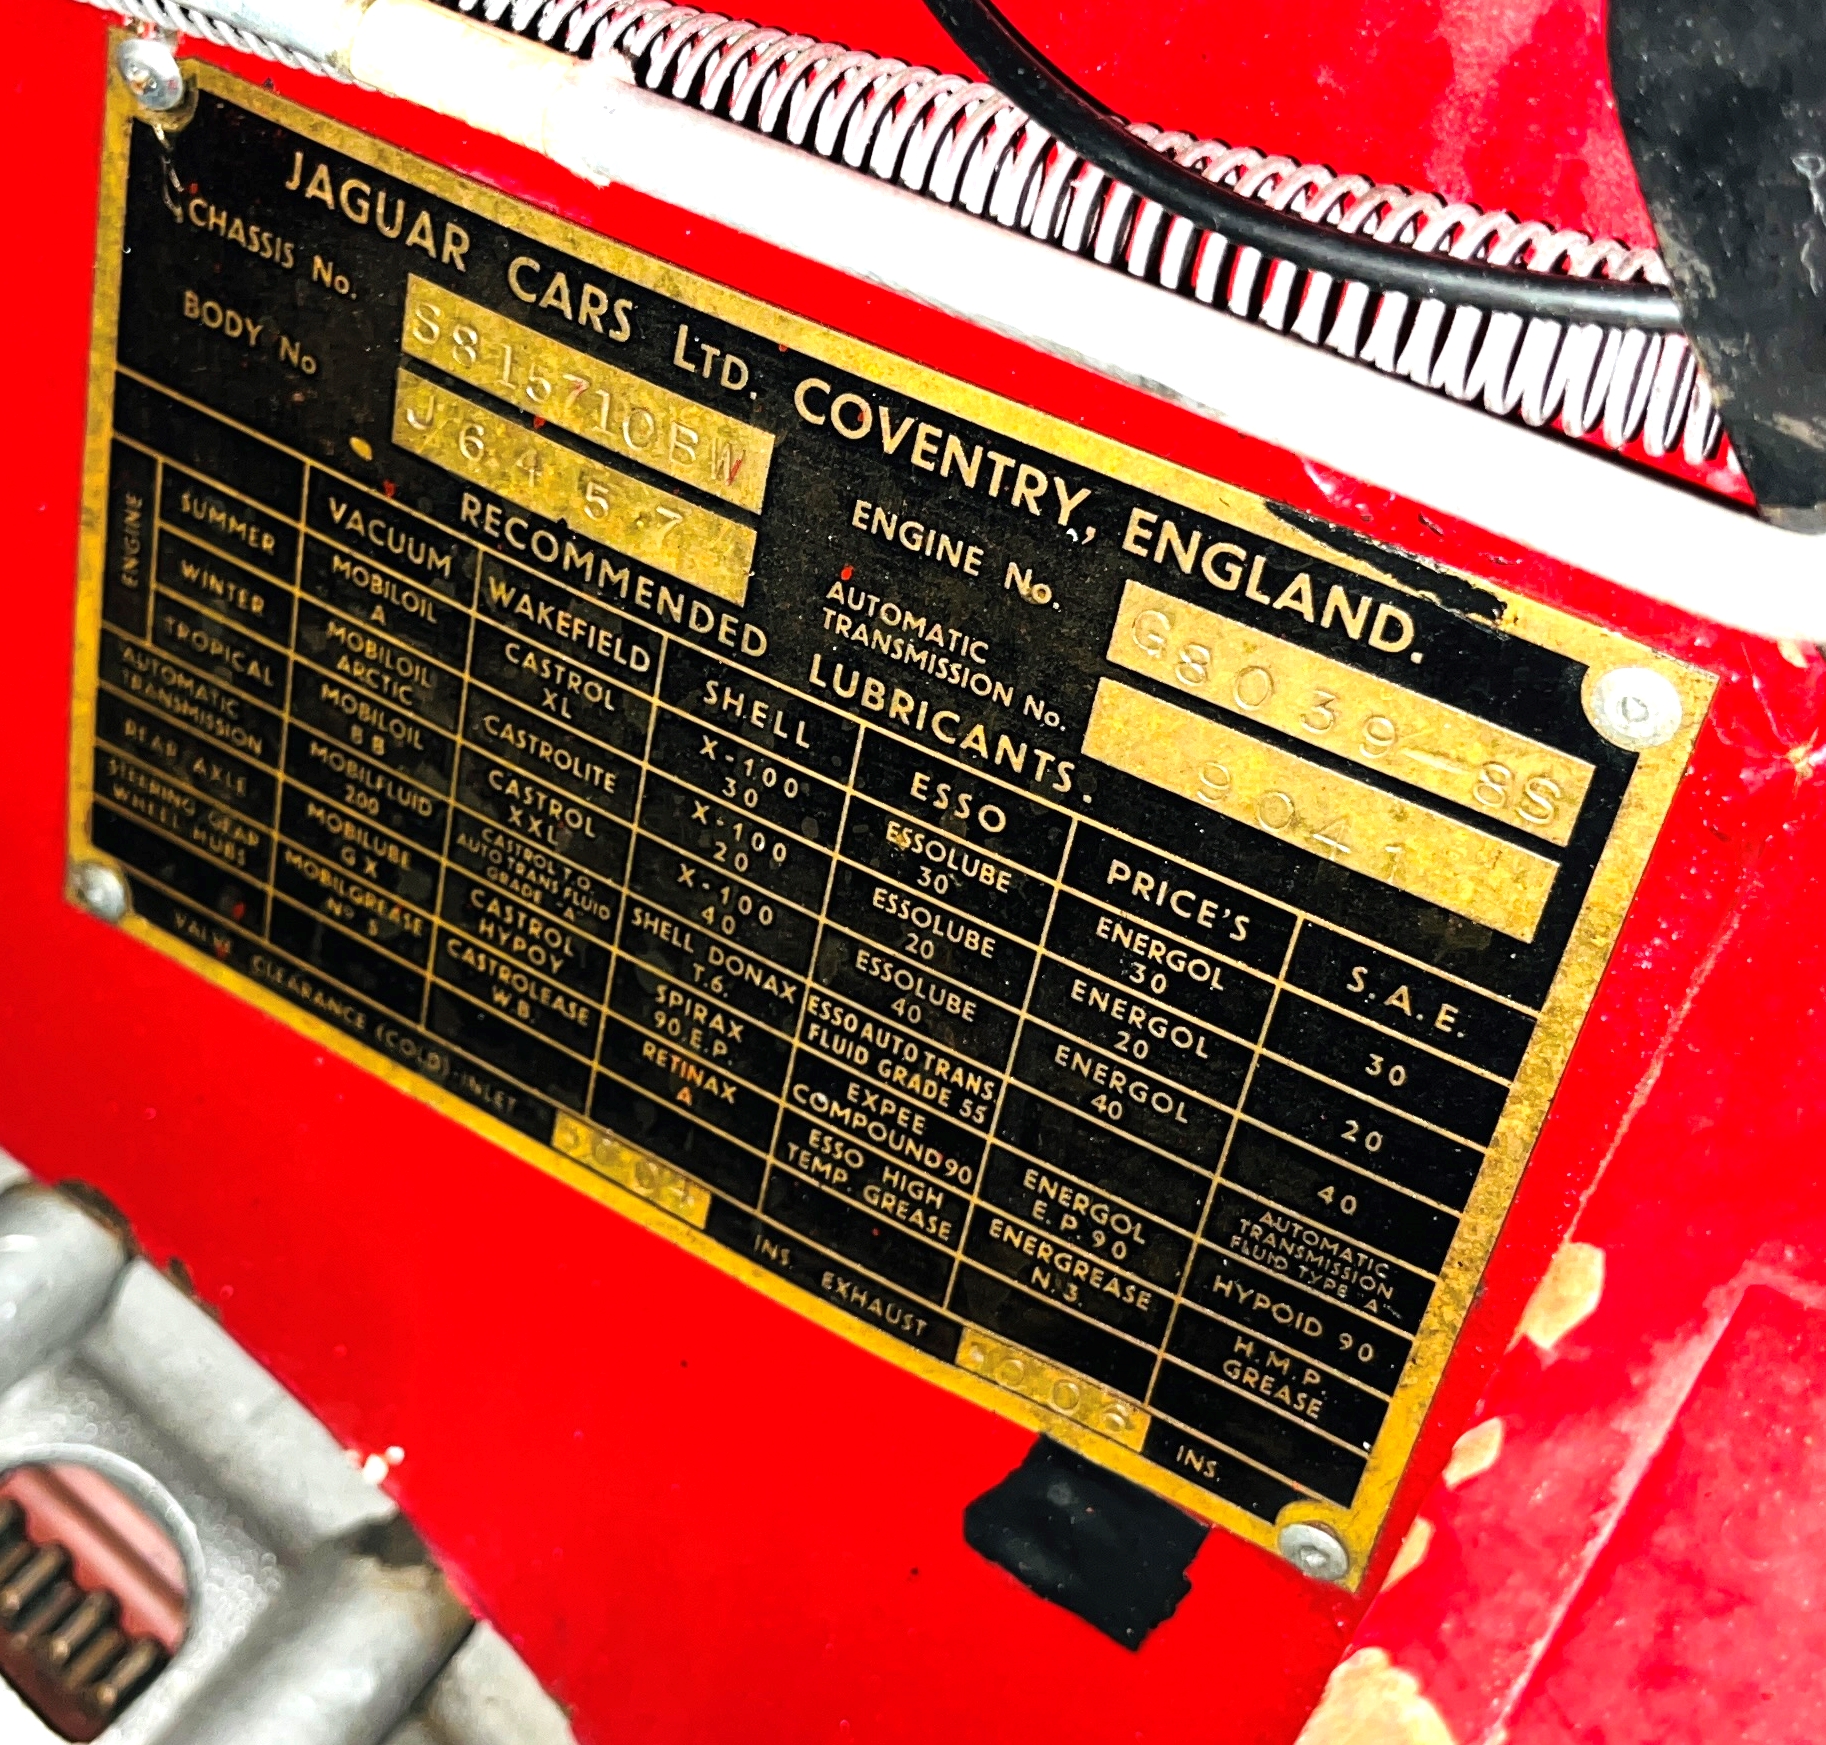 JAGUAR CARS LTD. COVENTRY, ENGLAND.
CHASSIS No. S815710BW ENGINE No. G8039-8S
BODY No J6457 AUTOMATIC TRANSMISSION No. 9041
RECOMMENDED LUBRICANTS.
VACUUM WAKEFIELD SHELL ESSO PRICE'S S.A.E.
ENGINE
SUMMER MOBILOIL A CASTROL XL X-100 30 ESSOLUBE 30 ENERGOL 30 30
WINTER MOBILOIL ARCTIC CASTROLITE X-100 20 ESSOLUBE 20 ENERGOL 20 20
TROPICAL MOBILOIL BB CASTROL XXL X-100 40 ESSOLUBE 40 ENERGOL 40 40
AUTOMATIC TRANSMISSION MOBILFLUID 200 CASTROL T.Q. AUTO TRANS FLUID GRADE "A" SHELL DONAX T.6. ESSO AUTO TRANS. FLUID GRADE 55 AUTOMATIC TRANSMISSION FLUID TYPE "A"
REAR AXLE MOBILUBE GX CASTROL HYPOY SPIRAX 90.E.P. EXPEE COMPOUND 90 ENERGOL E.P. 90 HYPOID 90
STEERING GEAR WHEEL HUBS MOBILGREASE No 5 CASTROLEASE W.B. RETINAX A ESSO HIGH TEMP. GREASE ENERGREASE N.3. H.M.P. GREASE
VALVE CLEARANCE (COLD)-INLET .004 INS. EXHAUST .006 INS.